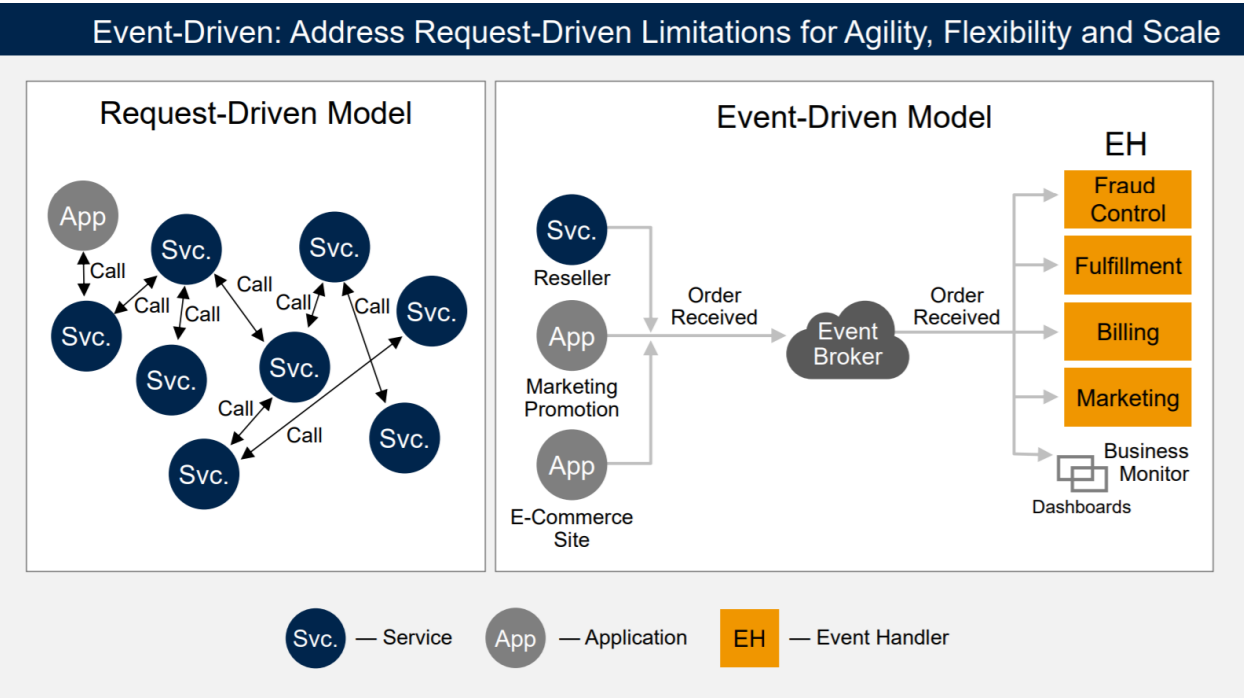 Event-Driven: Address Request-Driven Limitations for Agility, Flexibility and Scale
Request-Driven Model
App
Svc.
Svc.
Call
Call
Call
Call
Call
Call
Svc.
Svc.
Svc.
Svc.
Call
Call
Svc.
Svc.
Event-Driven Model
EH
Svc.
Reseller
App
Marketing
Promotion
App
E-Commerce
Site
Order
Received
Event
Broker
Order
Received
Fraud
Control
Fulfillment
Billing
Marketing
Business
Monitor
Dashboards
Svc.
— Service
App
— Application
EH
— Event Handler